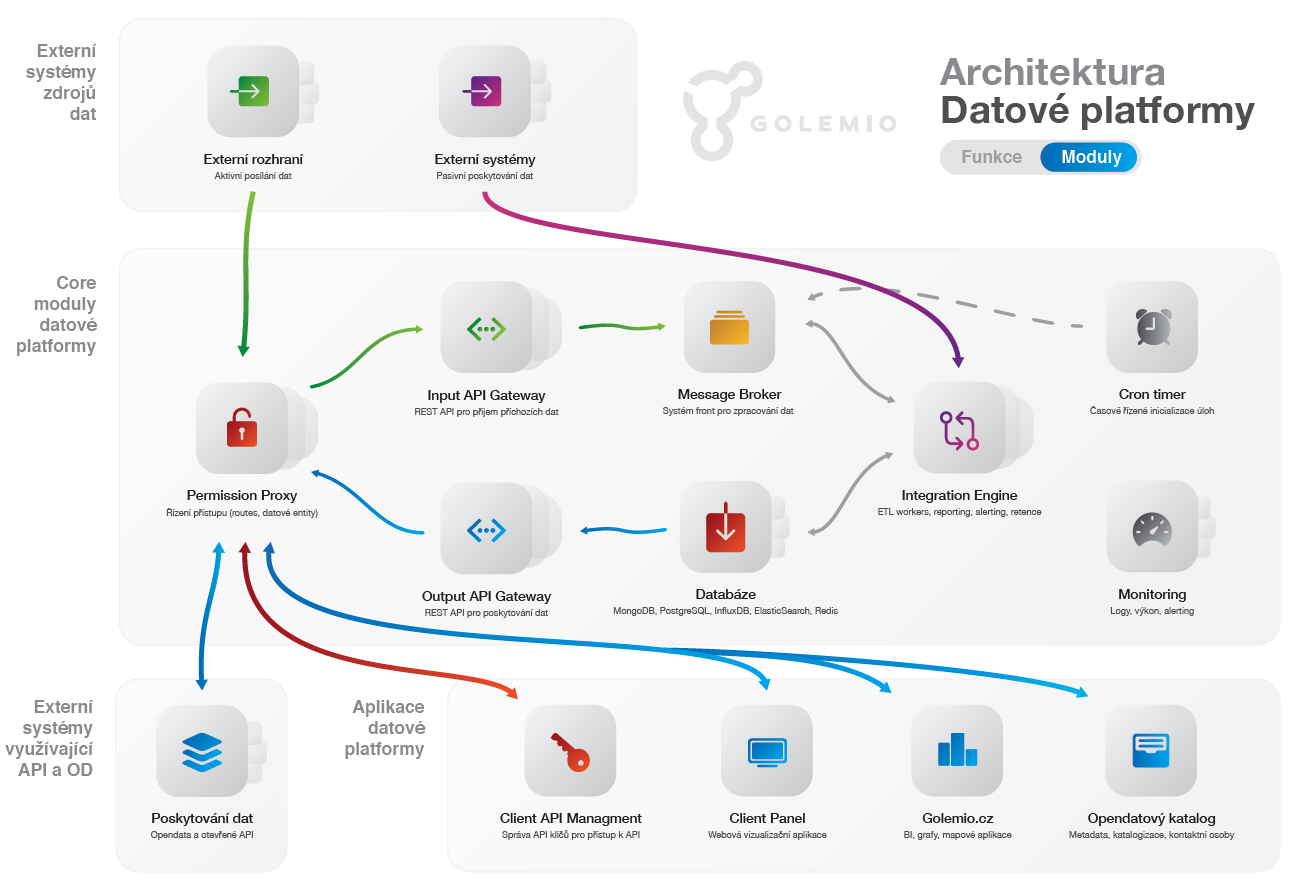 Externí
systémy
zdrojů
dat
Externí rozhraní
Aktivní posílání dat
Externí systémy
Pasivní poskytování dat
GOLEMIO
Architektura
Datové platformy
Funkce
Moduly
Core
moduly
datové
platformy
Input API Gateway
REST API pro příjem příchozích dat
Message Broker
Systém front pro zpracování dat
Cron timer
Časově řízené inicializace úloh
Permission Proxy
Řízení přístupu (routes, datové entity)
Integration Engine
ETL workers, reporting, alerting, retence
Output API Gateway
REST API pro poskytování dat
Databáze
MongoDB, PostgreSQL, InfluxDB, ElasticSearch, Redis
Monitoring
Logy, výkon, alerting
Externí
systémy
využívající
API a OD
Poskytování dat
Opendata a otevřené API
Aplikace
datové
platformy
Client API Managment
Správa API klíčů pro přístup k API
Client Panel
Webová vizualizační aplikace
Golemio.cz
BI, grafy, mapové aplikace
Opendatový katalog
Metadata, katalogizace, kontaktní osoby